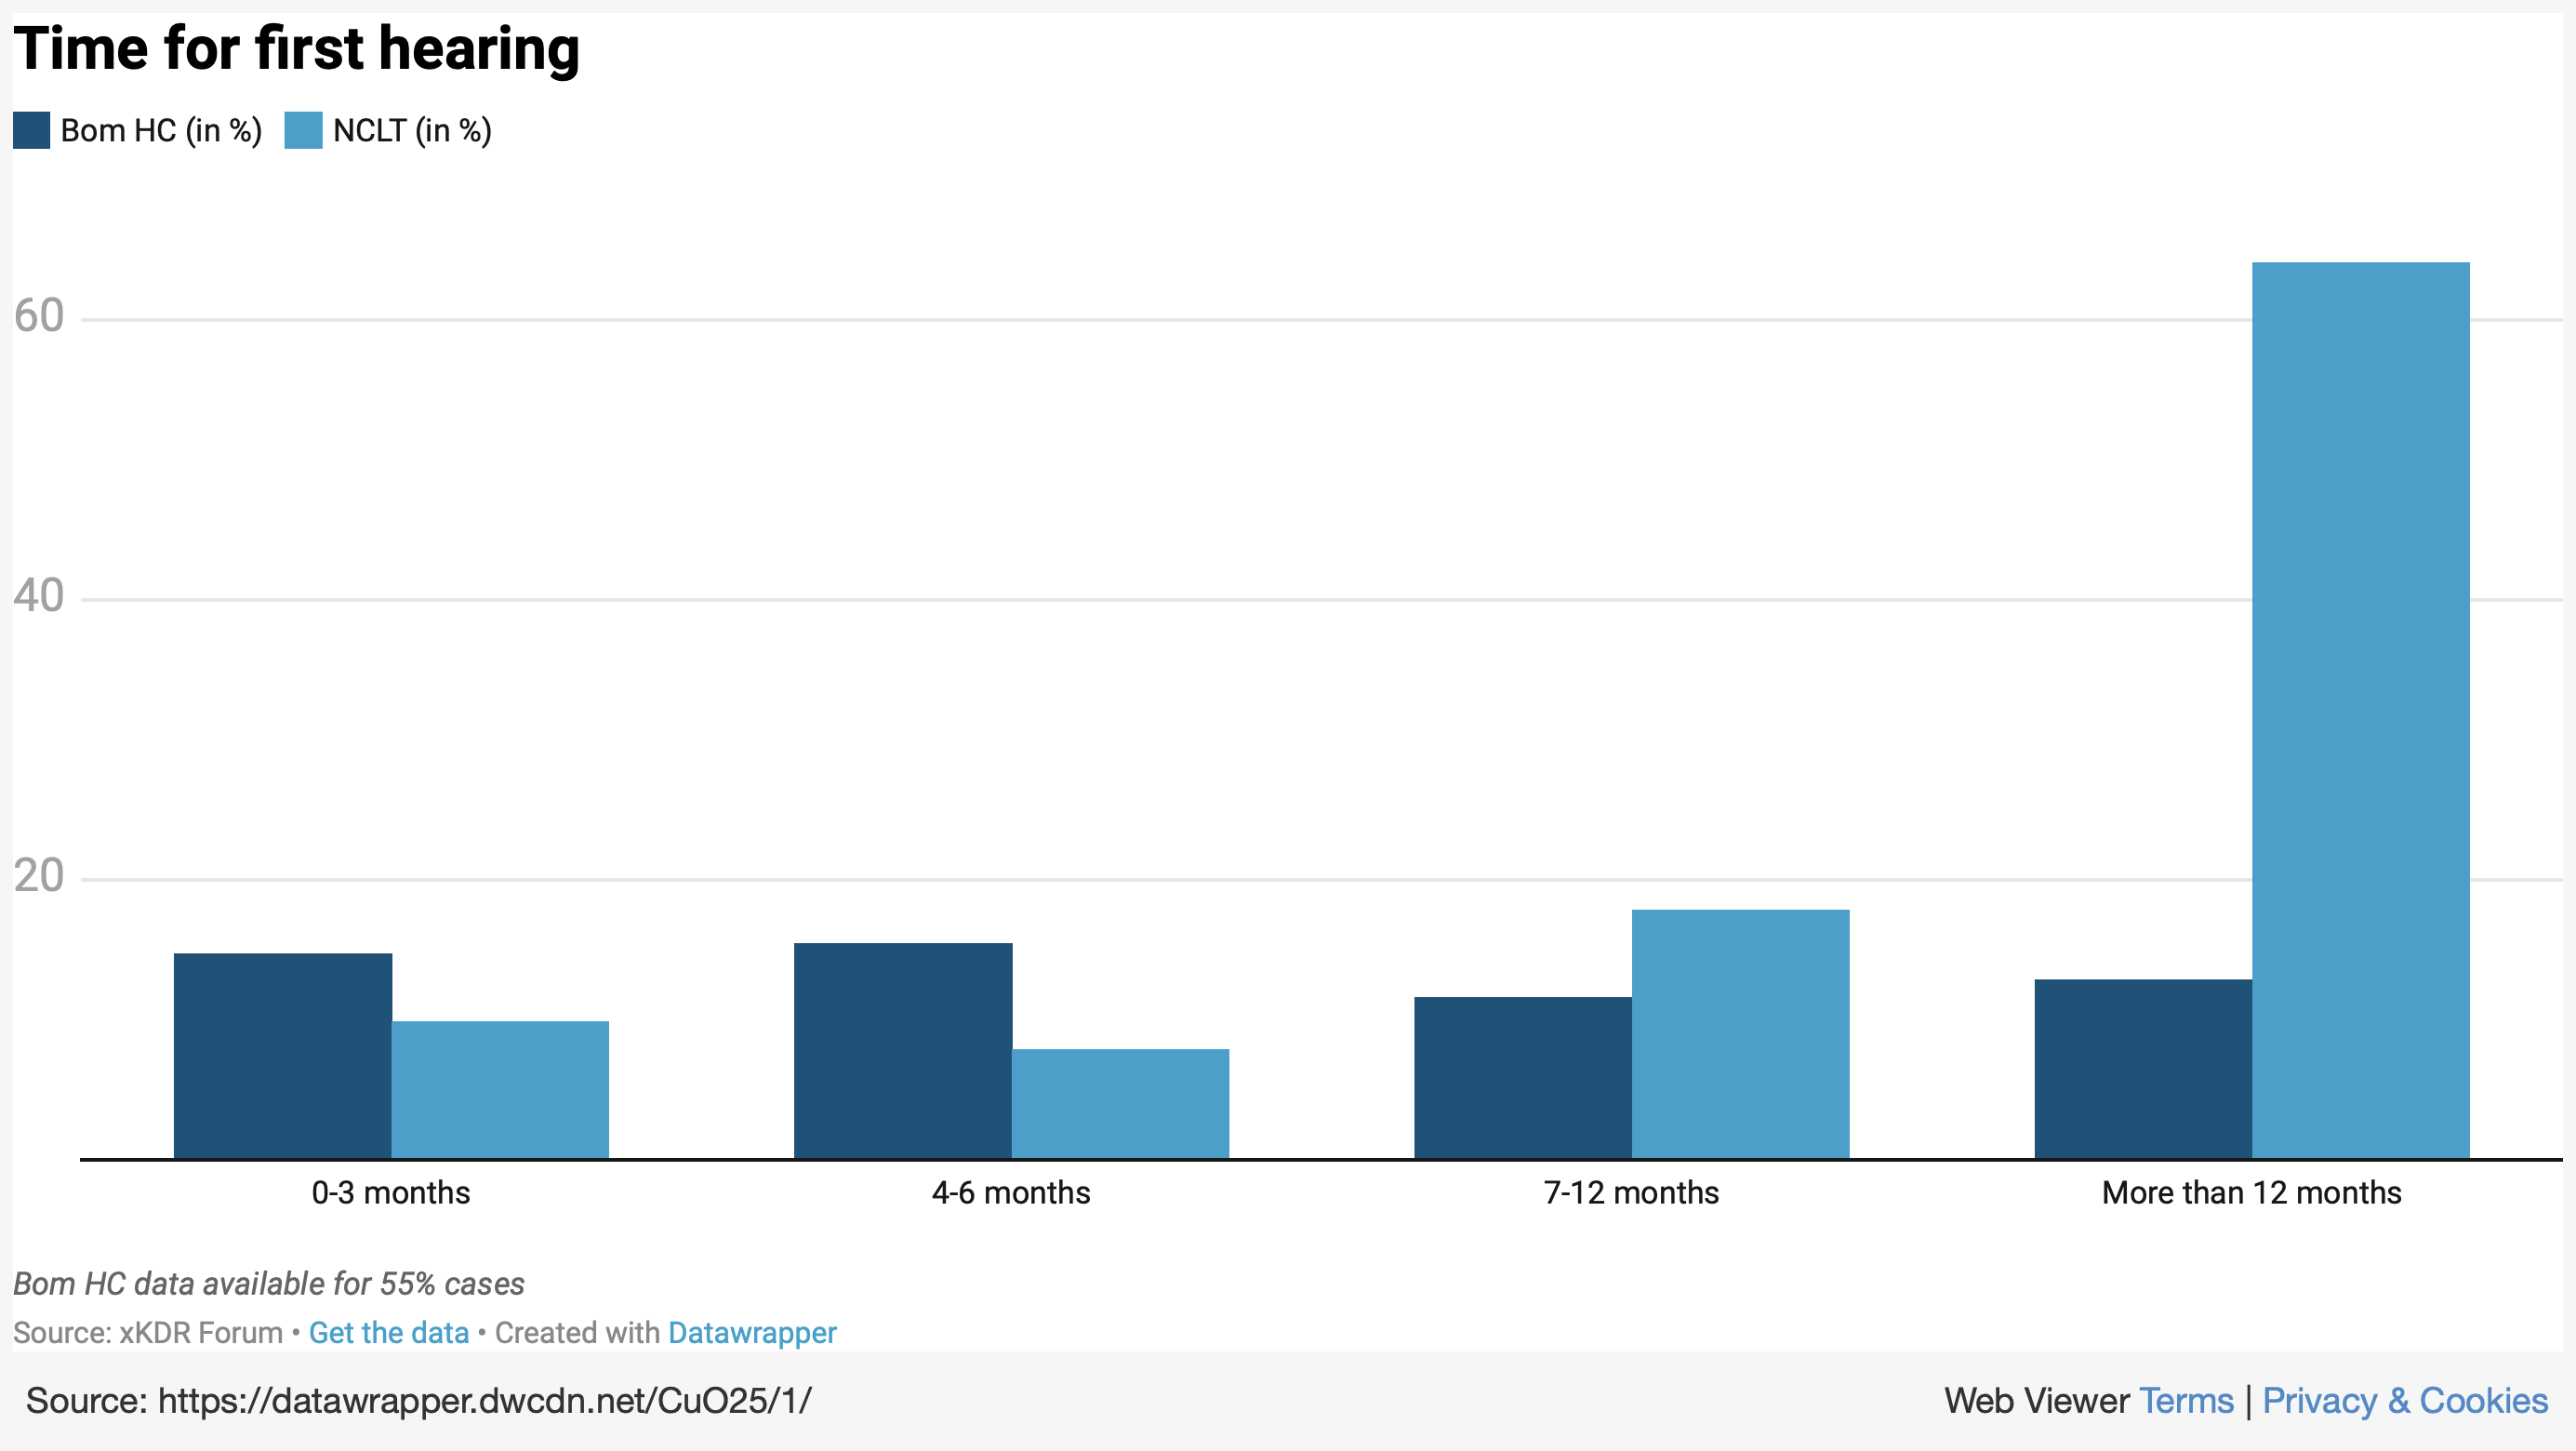 Time for first hearing
Bom HC (in %) NCLT (in %)
60
40
20
0-3 months 4-6 months 7-12 months More than 12 months
Bom HC data available for 55% cases
Source: xKDR Forum • Get the data • Created with Datawrapper
Source: https://datawrapper.dwcdn.net/CuO25/1/ Web Viewer Terms | Privacy & Cookies